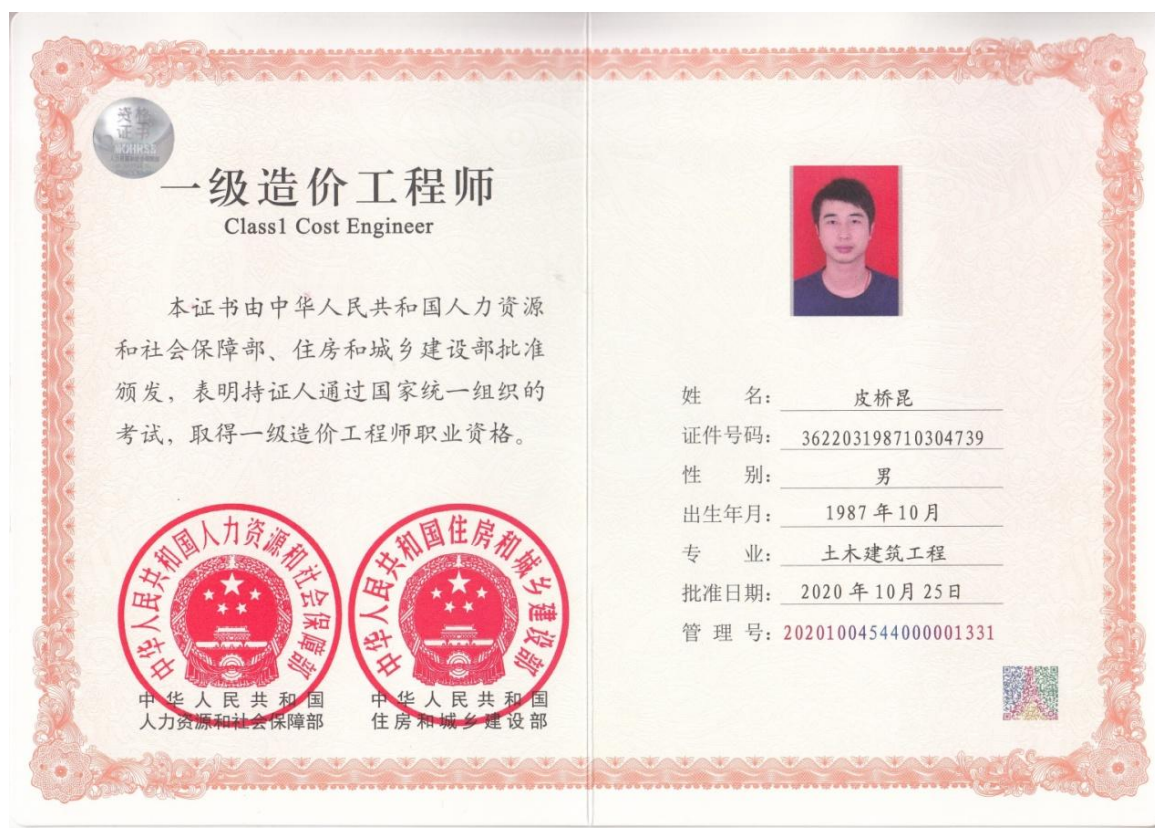 资格
证书
一级造价工程师
Class1 Cost Engineer
本证书由中华人民共和国人力资源
和社会保障部、住房和城乡建设部批准
颁发，表明持证人通过国家统一组织的
考试，取得一级造价工程师职业资格。
中华人民共和国人力资源和社会保障部
中华人民共和国住房和城乡建设部
中华人民共和国
人力资源和社会保障部
中华人民共和国
住房和城乡建设部
姓 名：皮桥昆
证件号码：362203198710304739
性 别：男
出生年月：1987年10月
专 业：土木建筑工程
批准日期：2020年10月25日
管 理 号：20201004544000001331